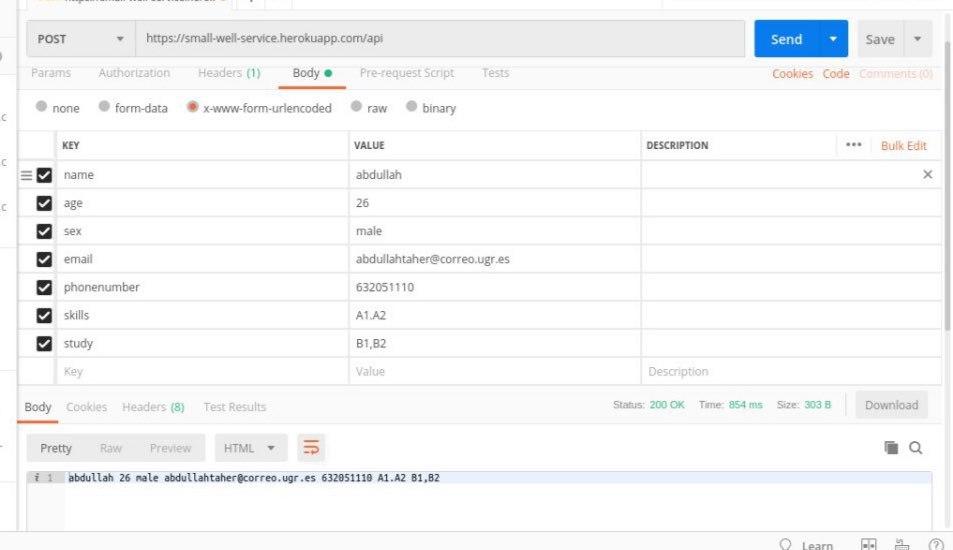 POST https://small-well-service.herokuapp.com/api Send Save
Params Authorization Headers (1) Body Pre-request Script Tests Cookies Code Comments (0)
none form-data x-www-form-urlencoded raw binary
KEY VALUE DESCRIPTION ••• Bulk Edit
name abdullah
age 26
sex male
email abdullahtaher@correo.ugr.es
phonenumber 632051110
skills A1.A2
study B1,B2
Key Value Description
Body Cookies Headers (8) Test Results Status: 200 OK Time: 854 ms Size: 303 B Download
Pretty Raw Preview HTML
i 1 abdullah 26 male abdullahtaher@correo.ugr.es 632051110 A1.A2 B1,B2
Learn